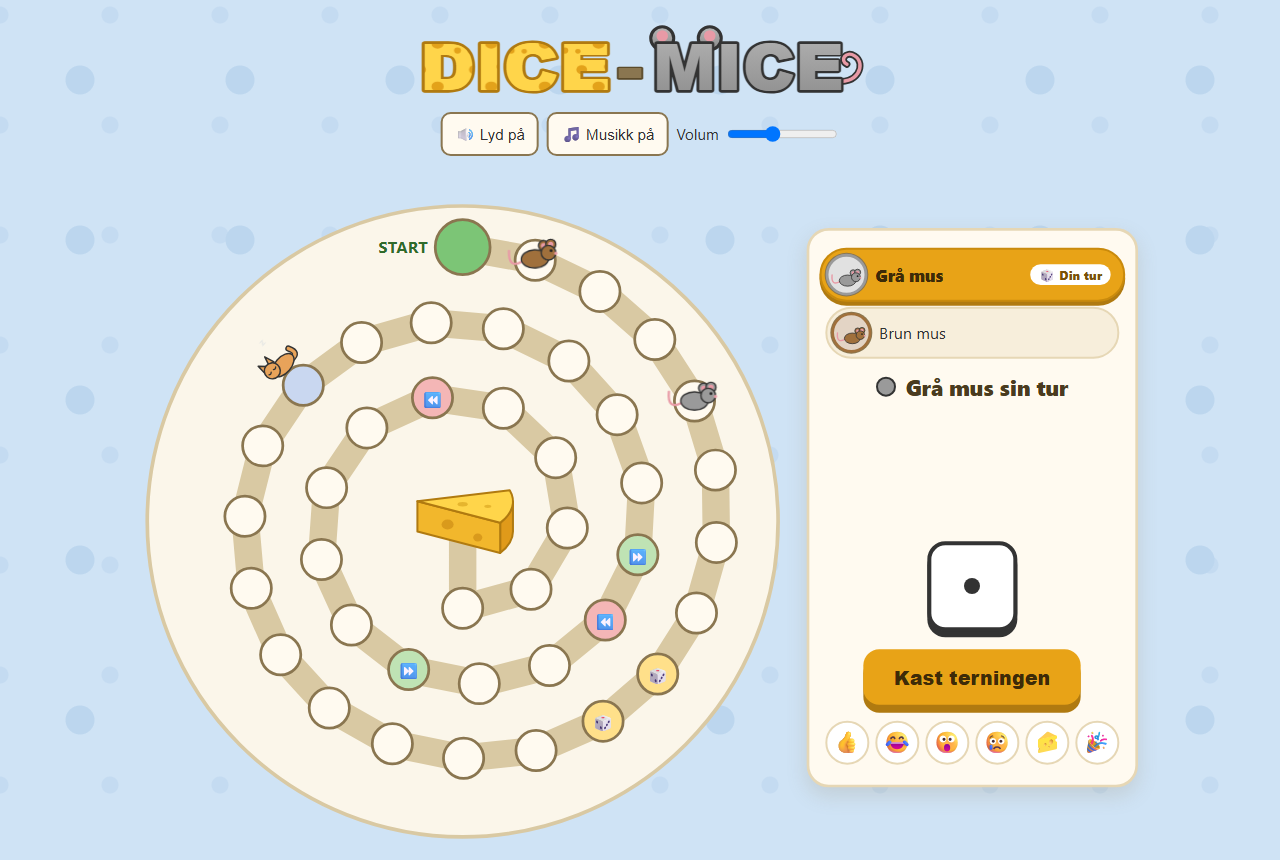 DICE-MICE
Lyd på
Musikk på
Volum
START
Grå mus
Din tur
Brun mus
Grå mus sin tur
Kast terningen